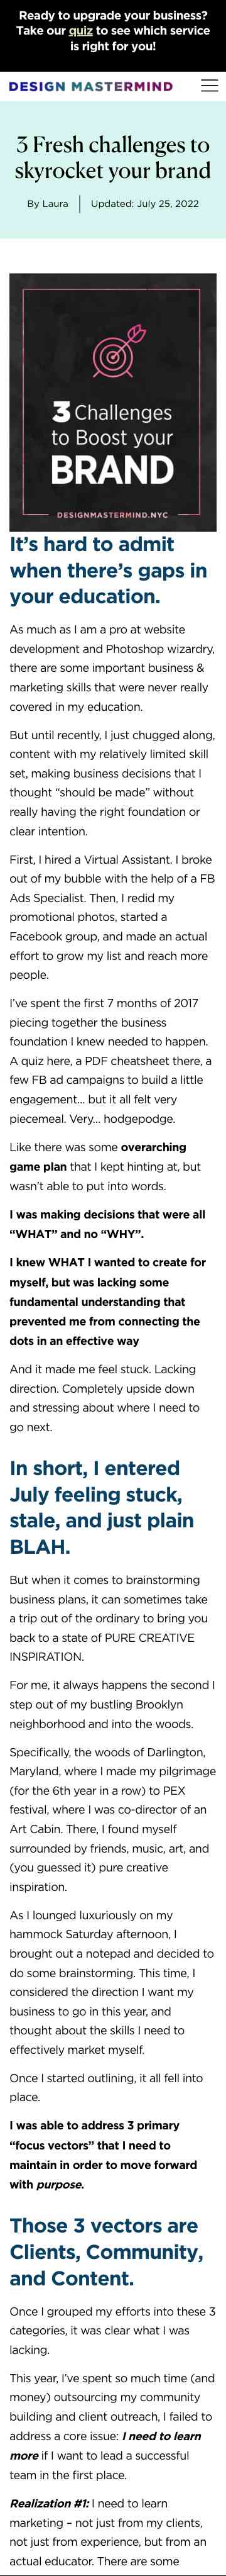 Ready to upgrade your business?
Take our quiz to see which service
is right for you!
DESIGN MASTERMIND
3 Fresh challenges to
skyrocket your brand
By Laura
Updated: July 25, 2022
3 Challenges
to Boost your
BRAND
DESIGNMASTERMIND.NYC
It’s hard to admit
when there’s gaps in
your education.
As much as I am a pro at website
development and Photoshop wizardry,
there are some important business &
marketing skills that were never really
covered in my education.
But until recently, I just chugged along,
content with my relatively limited skill
set, making business decisions that I
thought “should be made” without
really having the right foundation or
clear intention.
First, I hired a Virtual Assistant. I broke
out of my bubble with the help of a FB
Ads Specialist. Then, I redid my
promotional photos, started a
Facebook group, and made an actual
effort to grow my list and reach more
people.
I’ve spent the first 7 months of 2017
piecing together the business
foundation I knew needed to happen.
A quiz here, a PDF cheatsheet there, a
few FB ad campaigns to build a little
engagement… but it all felt very
piecemeal. Very… hodgepodge.
Like there was some overarching
game plan that I kept hinting at, but
wasn’t able to put into words.
I was making decisions that were all
“WHAT” and no “WHY”.
I knew WHAT I wanted to create for
myself, but was lacking some
fundamental understanding that
prevented me from connecting the
dots in an effective way
And it made me feel stuck. Lacking
direction. Completely upside down
and stressing about where I need to
go next.
In short, I entered
July feeling stuck,
stale, and just plain
BLAH.
But when it comes to brainstorming
business plans, it can sometimes take
a trip out of the ordinary to bring you
back to a state of PURE CREATIVE
INSPIRATION.
For me, it always happens the second I
step out of my bustling Brooklyn
neighborhood and into the woods.
Specifically, the woods of Darlington,
Maryland, where I made my pilgrimage
(for the 6th year in a row) to PEX
festival, where I was co-director of an
Art Cabin. There, I found myself
surrounded by friends, music, art, and
(you guessed it) pure creative
inspiration.
As I lounged luxuriously on my
hammock Saturday afternoon, I
brought out a notepad and decided to
do some brainstorming. This time, I
considered the direction I want my
business to go in this year, and
thought about the skills I need to
effectively market myself.
Once I started outlining, it all fell into
place.
I was able to address 3 primary
“focus vectors” that I need to
maintain in order to move forward
with purpose.
Those 3 vectors are
Clients, Community,
and Content.
Once I grouped my efforts into these 3
categories, it was clear what I was
lacking.
This year, I’ve spent so much time (and
money) outsourcing my community
building and client outreach, I failed to
address a core issue: I need to learn
more if I want to lead a successful
team in the first place.
Realization #1: I need to learn
marketing – not just from my clients,
not just from experience, but from an
actual educator. There are some